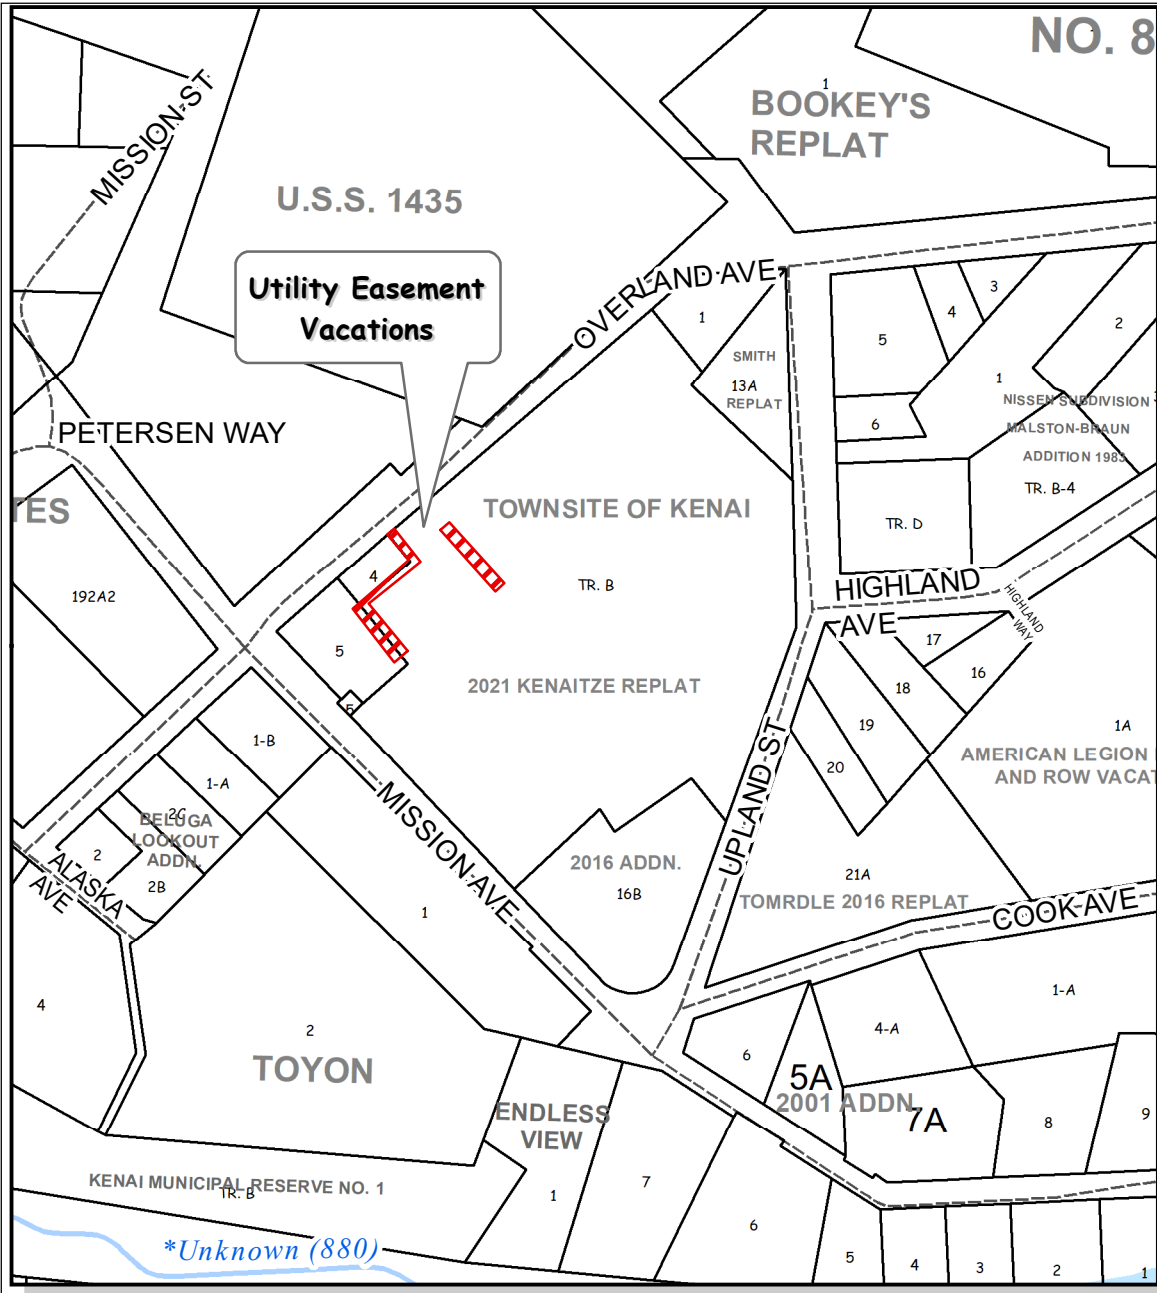 NO. 8
1
BOOKEY'S
REPLAT
MISSION ST
U.S.S. 1435
Utility Easement
Vacations
OVERLAND AVE
1
SMITH
13A
REPLAT
5
4
3
2
1
6
NISSEN SUBDIVISION
MALSTON-BRAUN
ADDITION 1983
TR. B-4
TR. D
PETERSEN WAY
TES
192A2
TOWNSITE OF KENAI
4
TR. B
5
5
2021 KENAITZE REPLAT
HIGHLAND
AVE
HIGHLAND
WAY
17
16
18
19
20
1A
AMERICAN LEGION
AND ROW VACAT
UPLAND ST
1-B
1-A
2C
BELUGA
LOOKOUT
ADDN.
2
2B
ALASKA
AVE
MISSION AVE
1
2016 ADDN.
16B
21A
TOMRDLE 2016 REPLAT
COOK AVE
4
2
TOYON
1-A
4-A
6
5A
2001 ADDN.
7A
8
9
ENDLESS
VIEW
KENAI MUNICIPAL RESERVE NO. 1
TR. B
1
7
6
5
4
3
2
1
*Unknown (880)